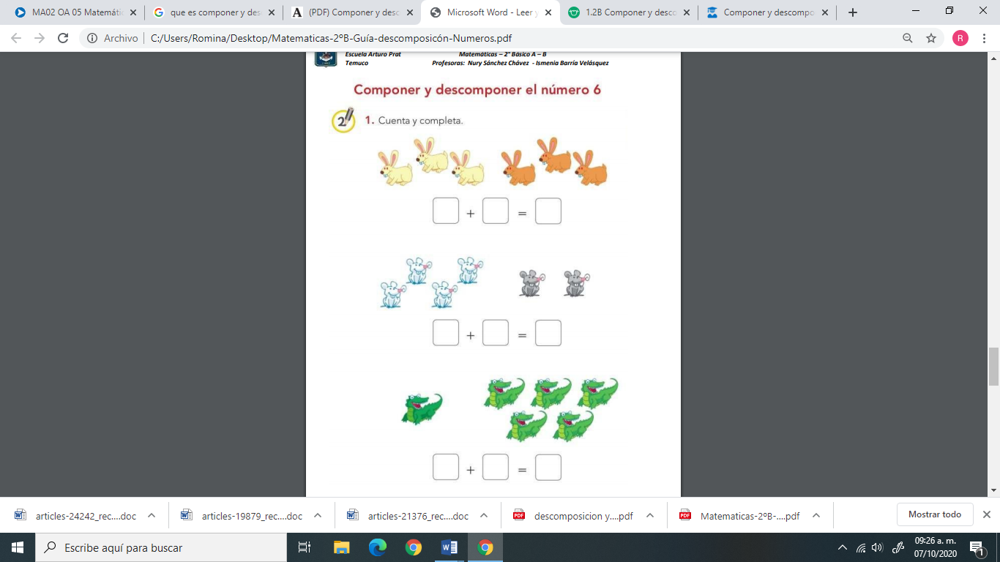 MA02 OA 05 Matemáti
que es componer y des
(PDF) Componer y desc
Microsoft Word - Leer y
1.2B Componer y desco
Componer y descompo
Archivo
C:/Users/Romina/Desktop/Matematicas-2ºB-Guía-descomposicón-Numeros.pdf
R
Escuela Arturo Prat
Matemáticas – 2° Básico A – B
Temuco
Profesoras: Nury Sánchez Chávez - Ismenia Barría Velásquez
Componer y descomponer el número 6
2
1. Cuenta y completa.
+ =
+ =
+ =
articles-24242_rec....doc
articles-19879_rec....doc
articles-21376_rec....doc
descomposicion y....pdf
Matematicas-2ºB-....pdf
Mostrar todo
Escribe aquí para buscar
09:26 a. m.
07/10/2020
1